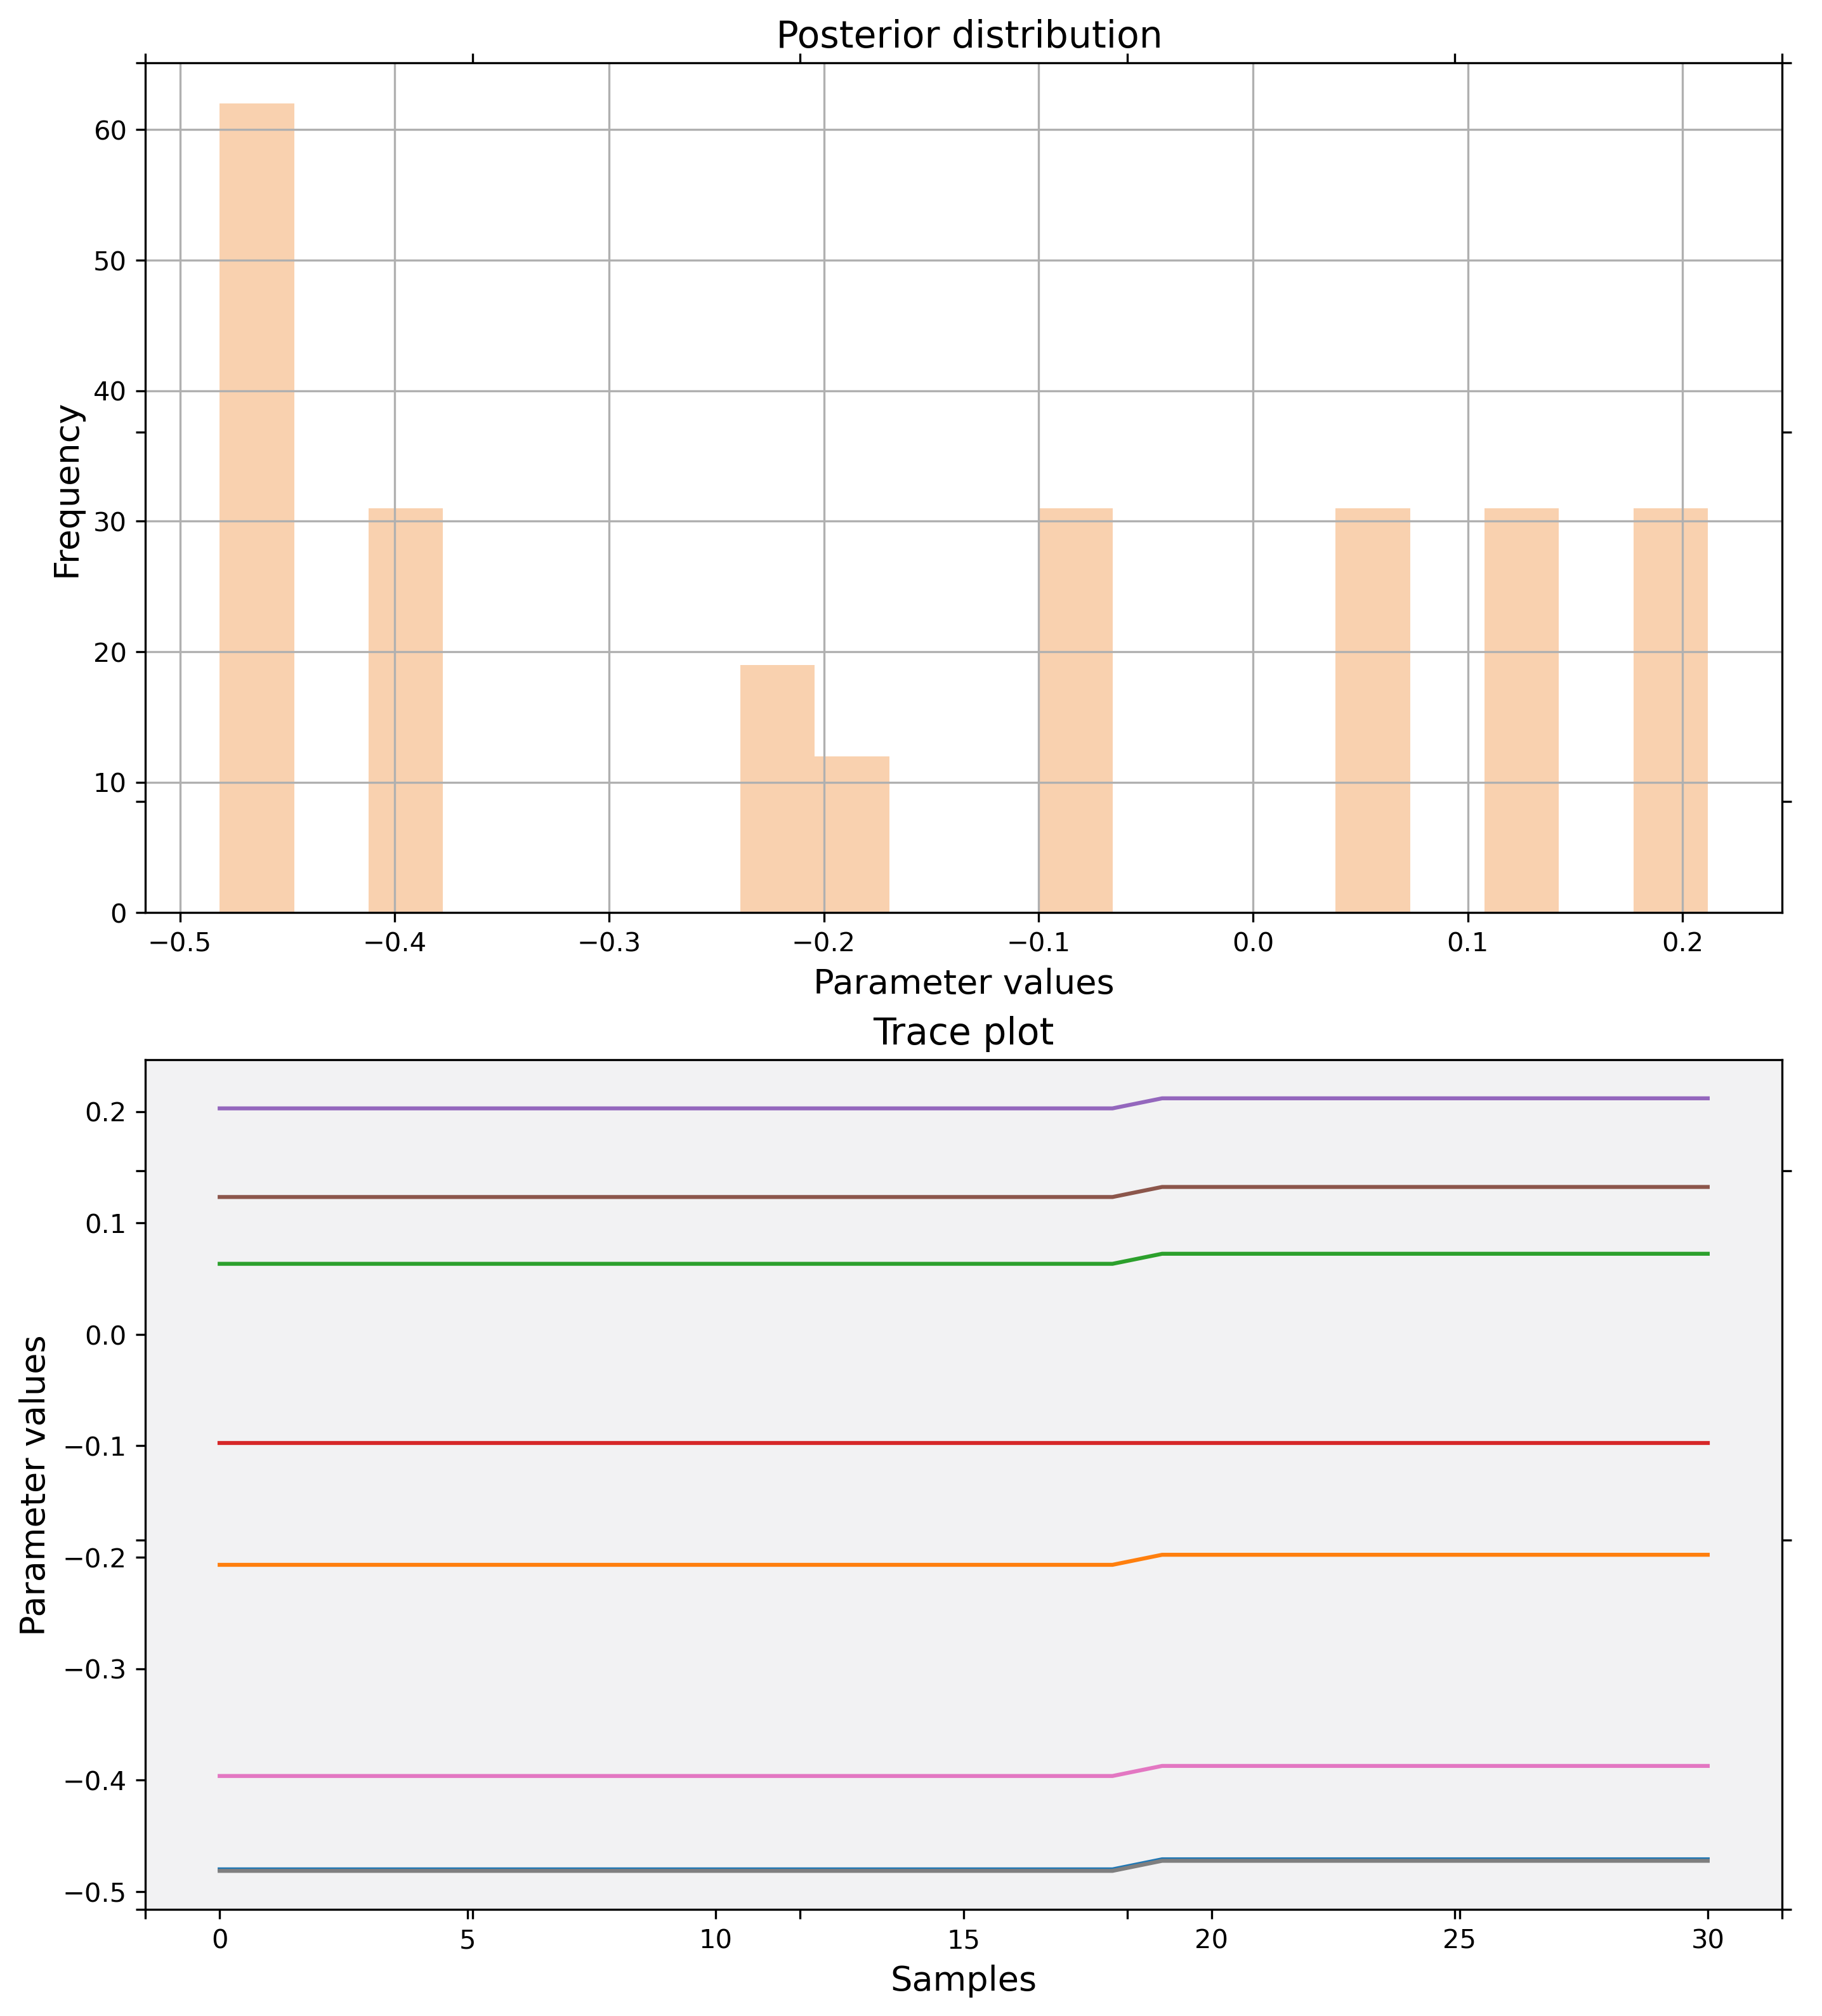 Posterior distribution
60
50
40
30
20
10
0
Frequency
−0.5 −0.4 −0.3 −0.2 −0.1 0.0 0.1 0.2
Parameter values
Trace plot
0.2
0.1
0.0
−0.1
−0.2
−0.3
−0.4
−0.5
Parameter values
0 5 10 15 20 25 30
Samples